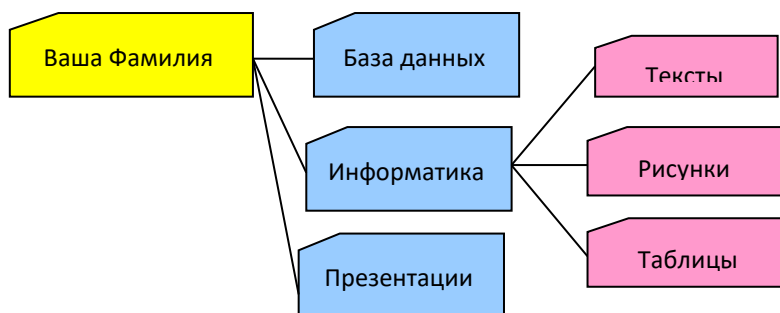 Ваша Фамилия
База данных
Тексты
Информатика
Рисунки
Презентации
Таблицы